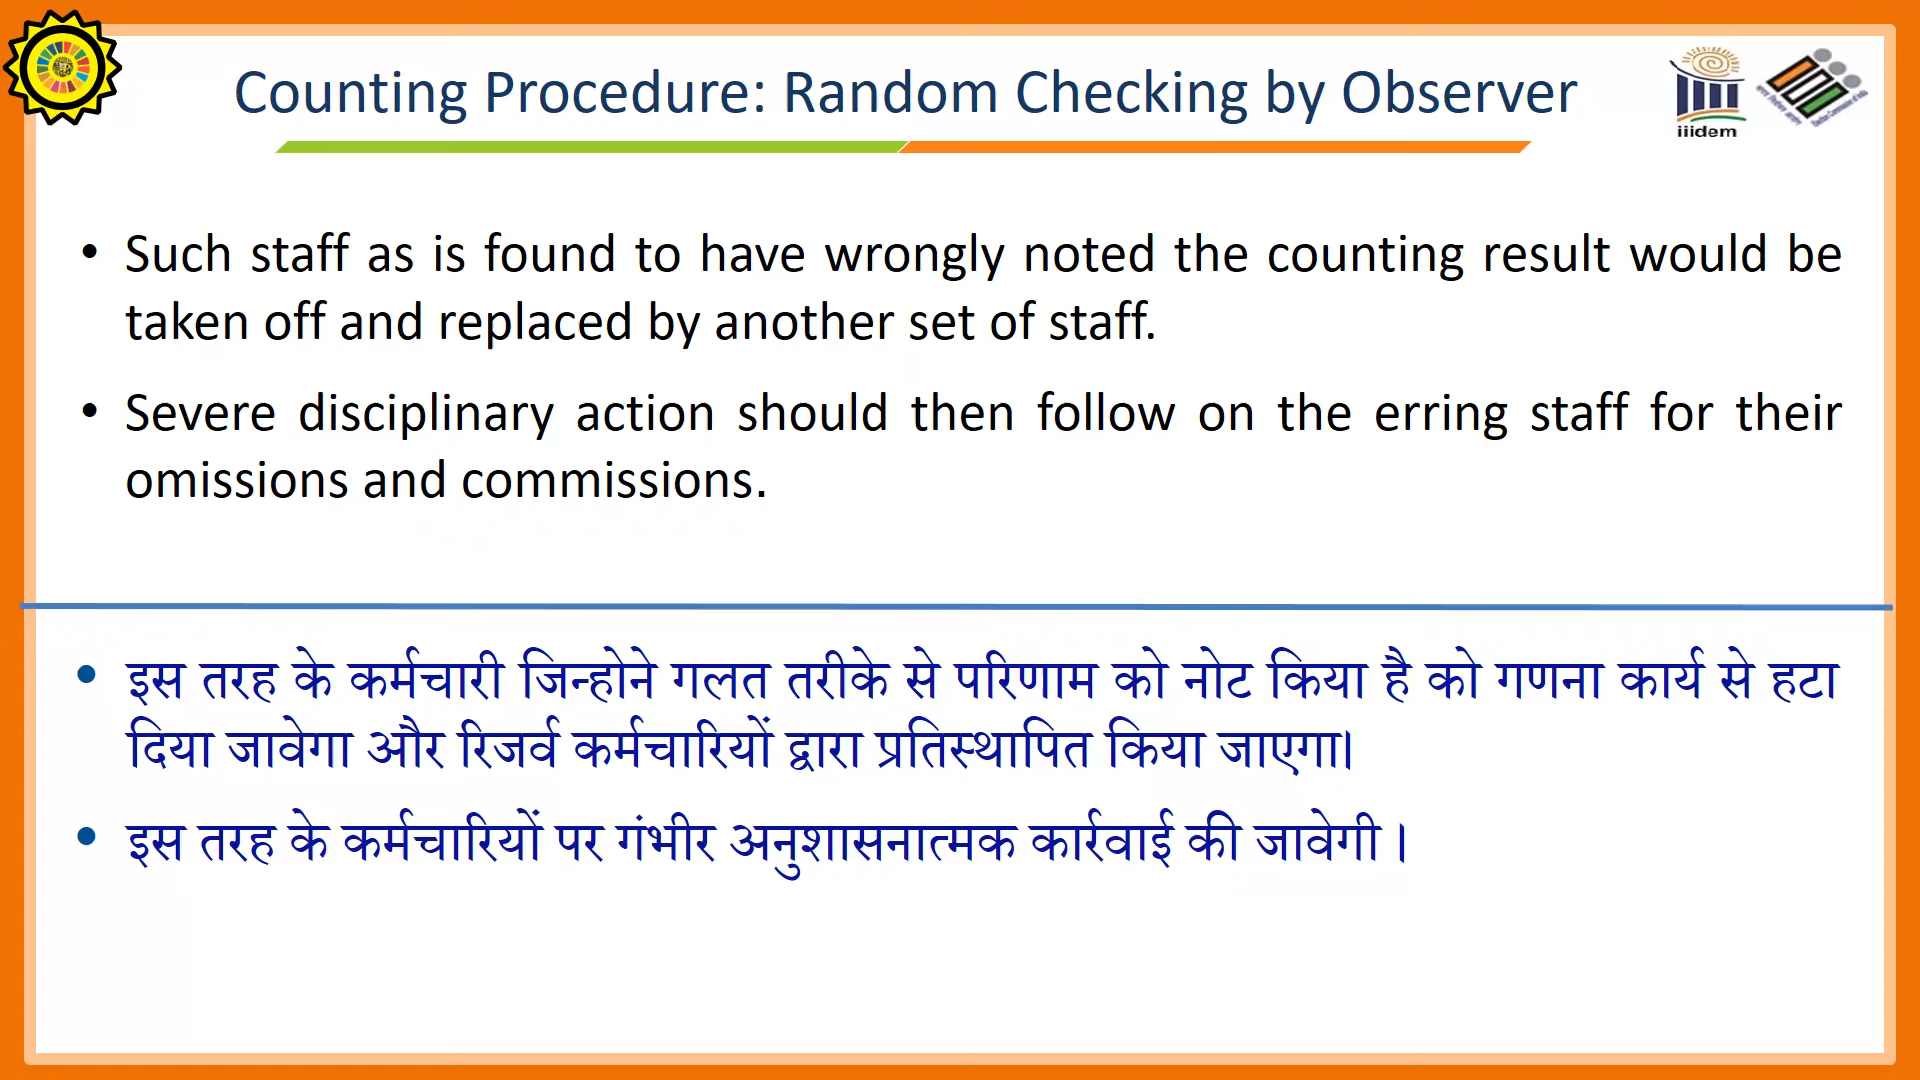 Counting Procedure: Random Checking by Observer
iiidem
• Such staff as is found to have wrongly noted the counting result would be
taken off and replaced by another set of staff.
• Severe disciplinary action should then follow on the erring staff for their
omissions and commissions.
• इस तरह के कर्मचारी जिन्होने गलत तरीके से परिणाम को नोट किया है को गणना कार्य से हटा
दिया जावेगा और रिजर्व कर्मचारियों द्वारा प्रतिस्थापित किया जाएगा।
• इस तरह के कर्मचारियों पर गंभीर अनुशासनात्मक कार्रवाई की जावेगी ।